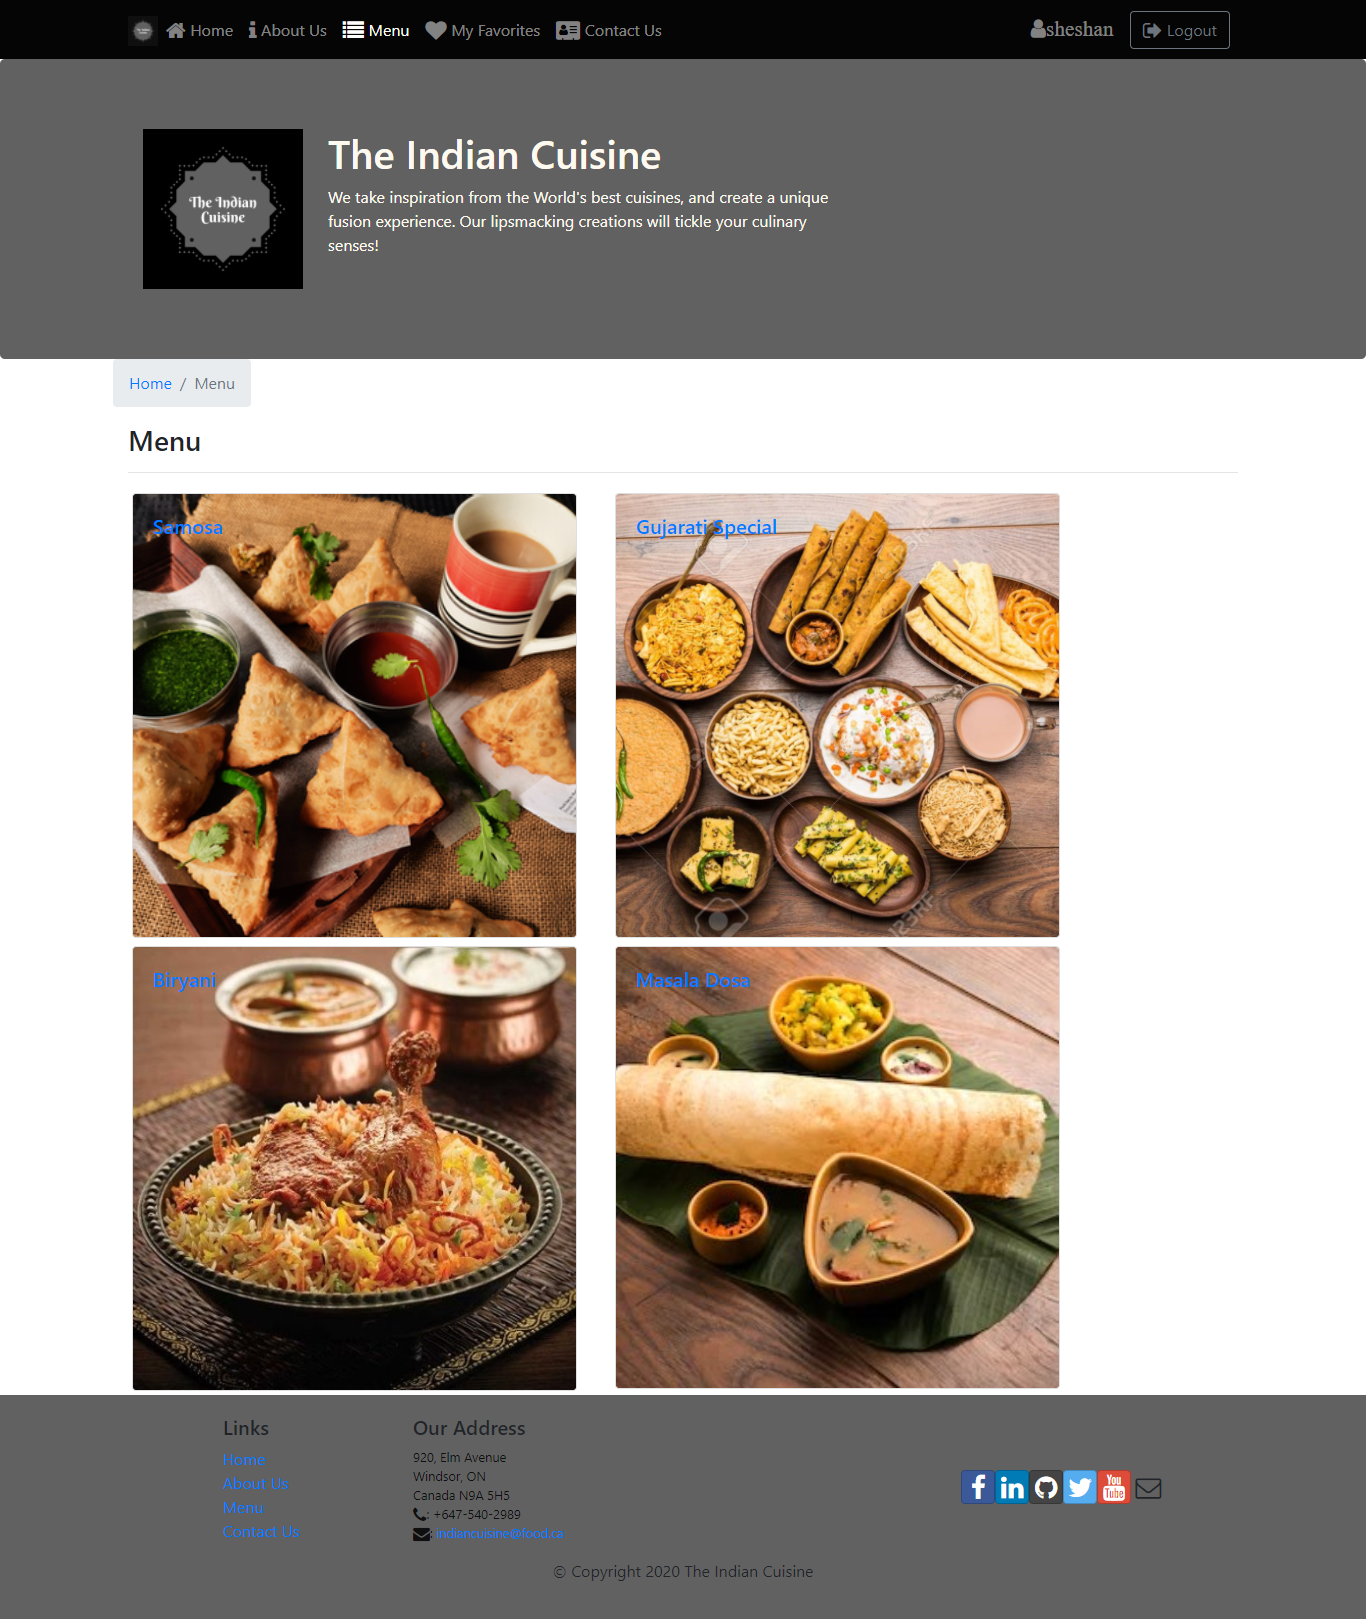 Home About Us Menu My Favorites Contact Us sheshan Logout
The Indian
Cuisine
The Indian Cuisine
We take inspiration from the World's best cuisines, and create a unique
fusion experience. Our lipsmacking creations will tickle your culinary
senses!
Home / Menu
Menu
Samosa
Gujarati Special
123RF
123RF
Biryani
Masala Dosa
Links
Home
About Us
Menu
Contact Us
Our Address
920, Elm Avenue
Windsor, ON
Canada N9A 5H5
: +647-540-2989
: indiancuisine@food.ca
You
Tube
© Copyright 2020 The Indian Cuisine